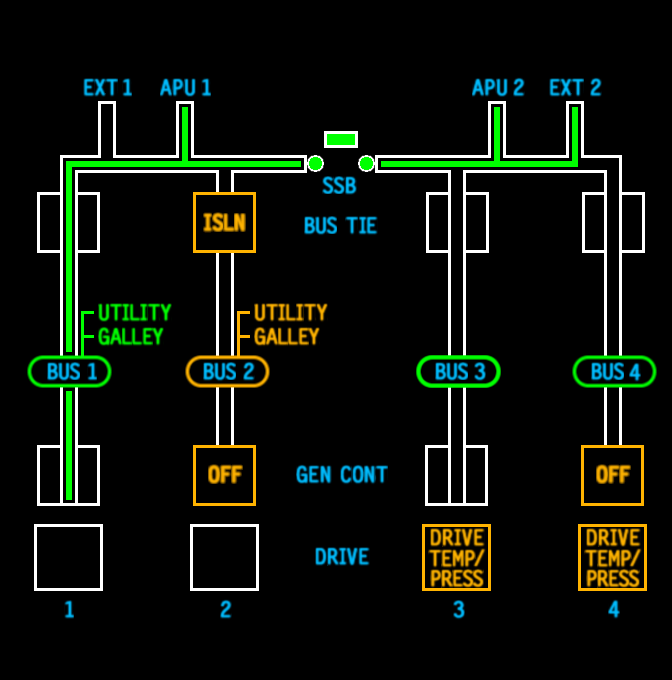 EXT 1
APU 1
APU 2
EXT 2
SSB
ISLN
BUS TIE
UTILITY
GALLEY
UTILITY
GALLEY
BUS 1
BUS 2
BUS 3
BUS 4
OFF
GEN CONT
OFF
DRIVE
DRIVE
TEMP/
PRESS
DRIVE
TEMP/
PRESS
1
2
3
4